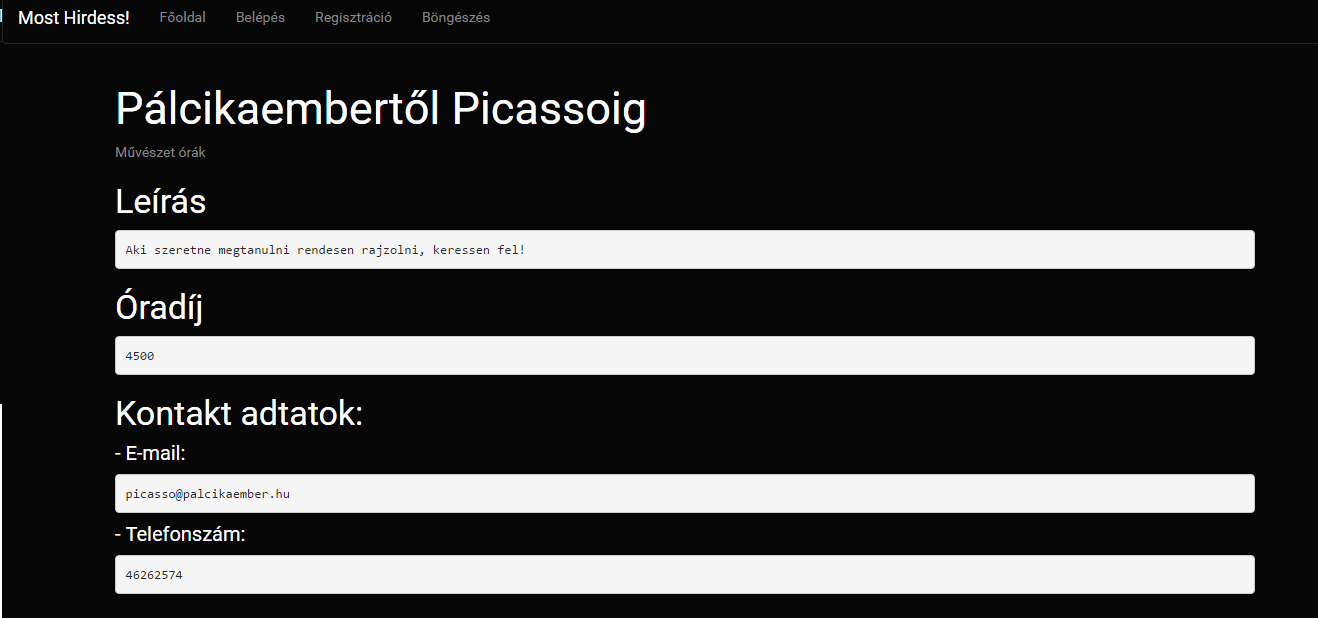 Most Hirdess! Főoldal Belépés Regisztráció Böngészés
Pálcikaembertől Picassoig
Művészet órák
Leírás
Aki szeretne megtanulni rendesen rajzolni, keressen fel!
Óradíj
4500
Kontakt adtatok:
- E-mail:
picasso@palcikaember.hu
- Telefonszám:
46262574